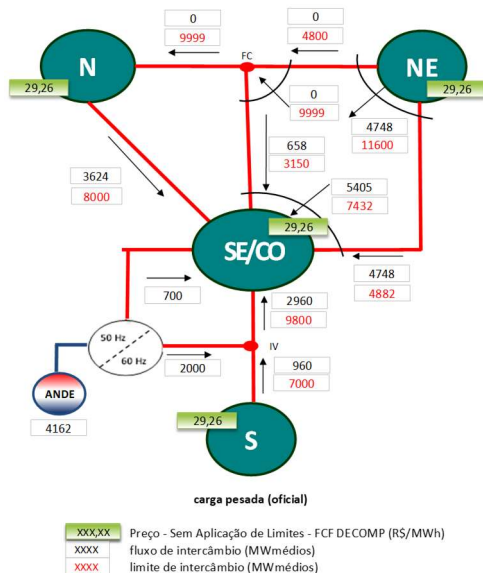 0
9999
0
4800
FC
N
NE
29,26
29,26
0
9999
4748
11600
658
3150
3624
8000
5405
7432
29,26
SE/CO
4748
4882
700
2960
9800
50 Hz
60 Hz
2000
IV
960
7000
ANDE
4162
29,26
S
carga pesada (oficial)
XXX,XX Preço - Sem Aplicação de Limites - FCF DECOMP (R$/MWh)
XXXX fluxo de intercâmbio (MWmédios)
XXXX limite de intercâmbio (MWmédios)